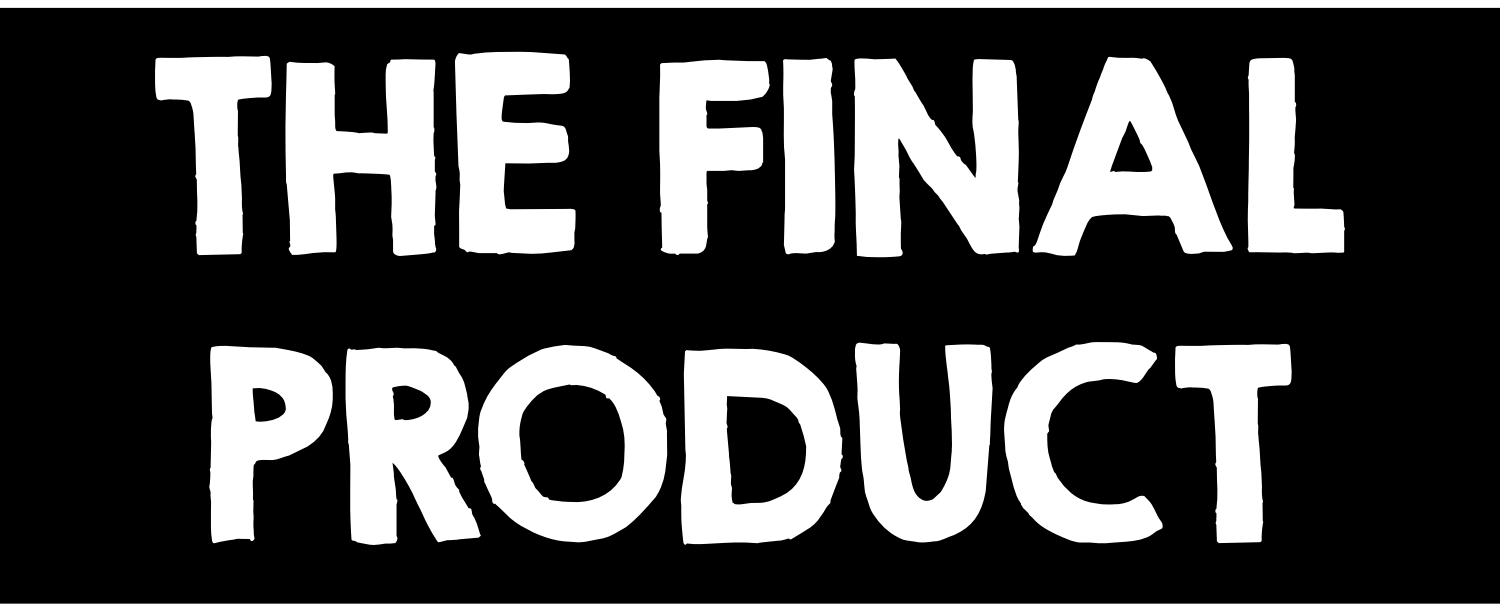 THE FINAL
PRODUCT